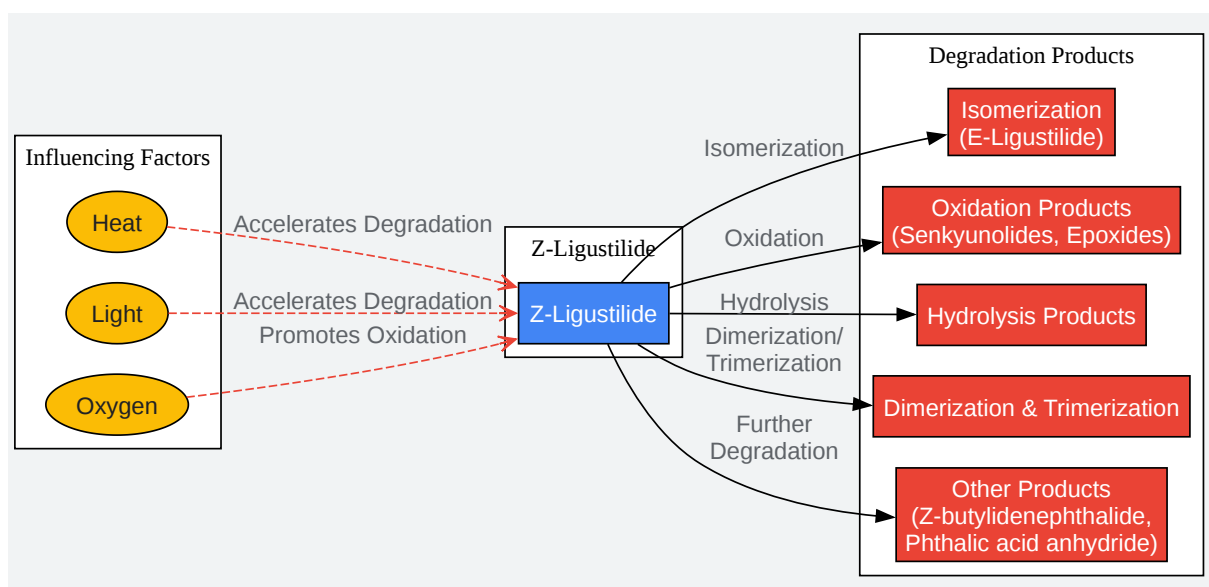 Influencing Factors
Heat
Light
Oxygen
Accelerates Degradation
Accelerates Degradation
Promotes Oxidation
Z-Ligustilide
Z-Ligustilide
Isomerization
Oxidation
Hydrolysis
Dimerization/
Trimerization
Further
Degradation
Degradation Products
Isomerization
(E-Ligustilide)
Oxidation Products
(Senkyunolides, Epoxides)
Hydrolysis Products
Dimerization & Trimerization
Other Products
(Z-butylidenephthalide,
Phthalic acid anhydride)